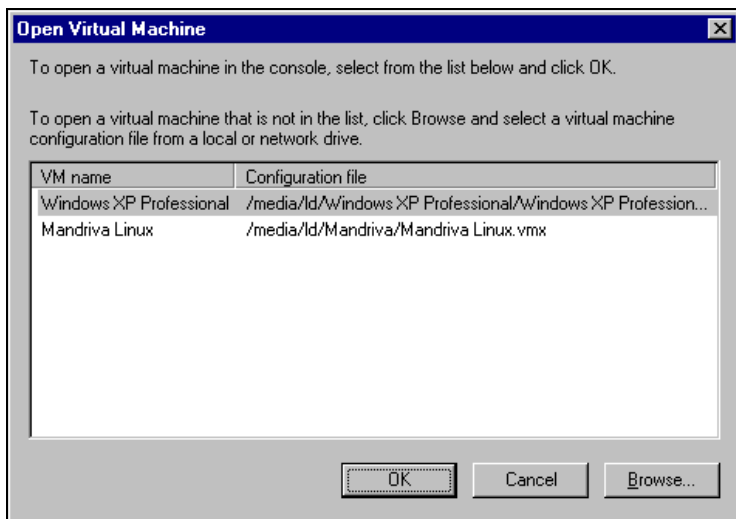 Open Virtual Machine
To open a virtual machine in the console, select from the list below and click OK.
To open a virtual machine that is not in the list, click Browse and select a virtual machine
configuration file from a local or network drive.
VM name Configuration file
Windows XP Professional /media/ld/Windows XP Professional/Windows XP Profession...
Mandriva Linux /media/ld/Mandriva/Mandriva Linux.vmx
OK Cancel Browse...